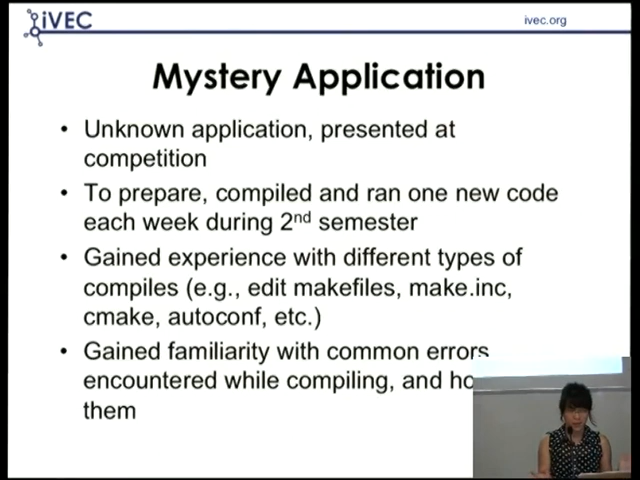 iVEC
ivec.org
Mystery Application
• Unknown application, presented at
competition
• To prepare, compiled and ran one new code
each week during 2nd semester
• Gained experience with different types of
compiles (e.g., edit makefiles, make.inc,
cmake, autoconf, etc.)
• Gained familiarity with common errors
encountered while compiling, and
them